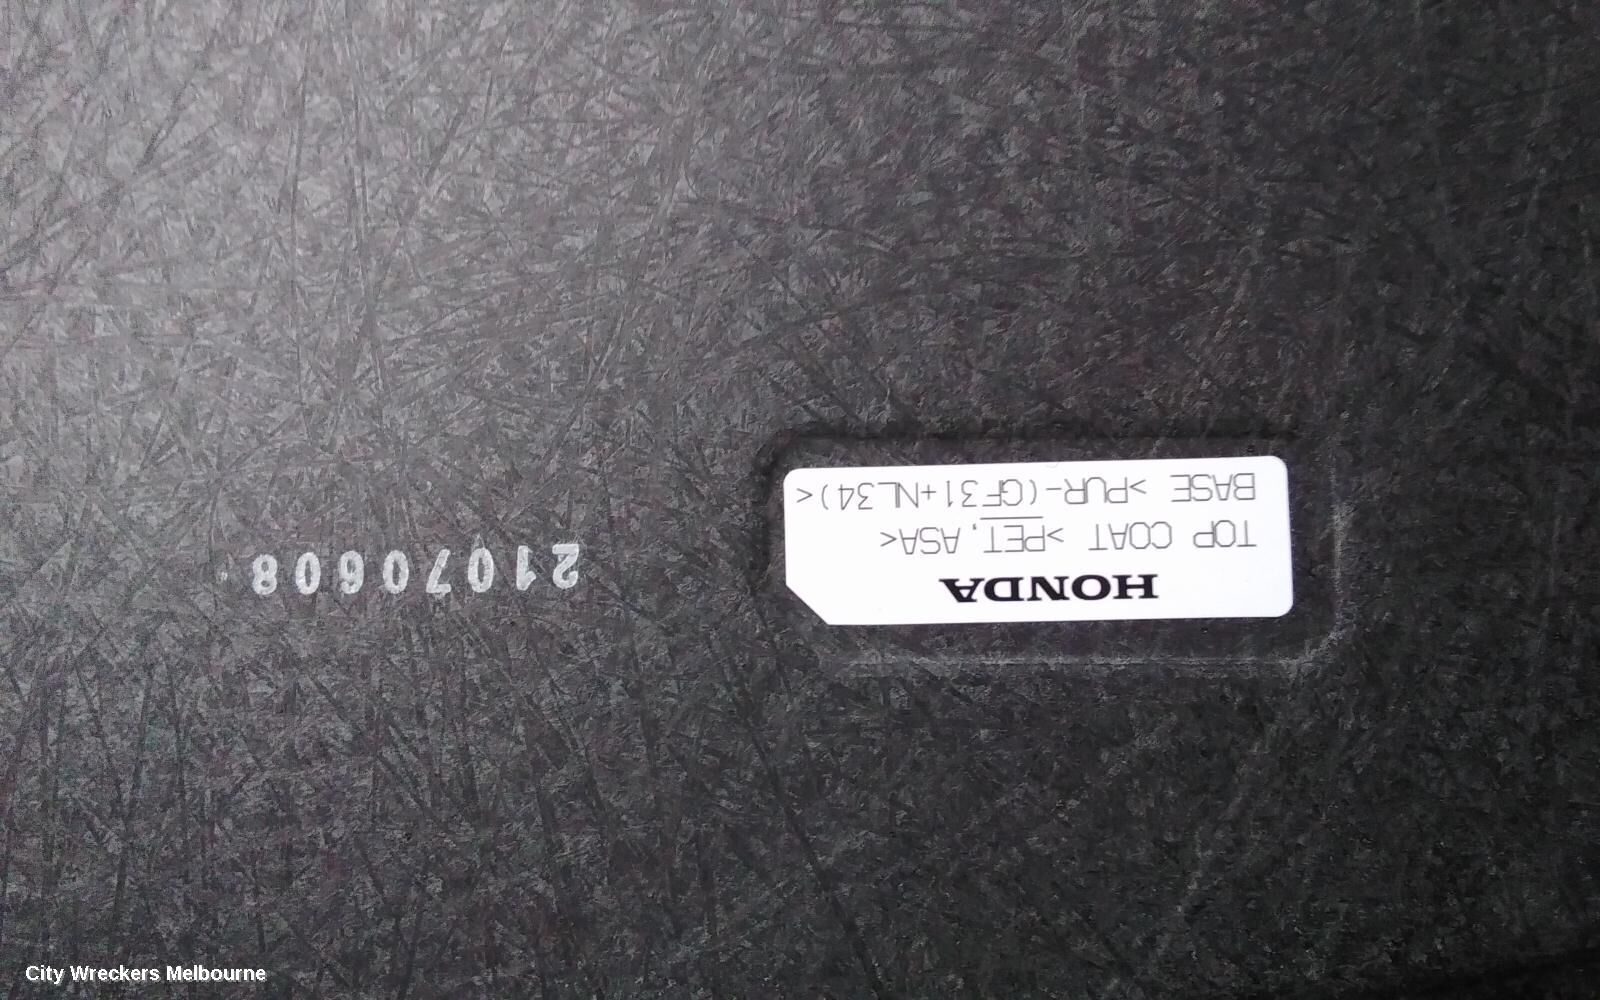 HONDA
TOP COAT >PET, ASA<
BASE >PUR-(GF31+NL34)<
21070608
City Wreckers Melbourne